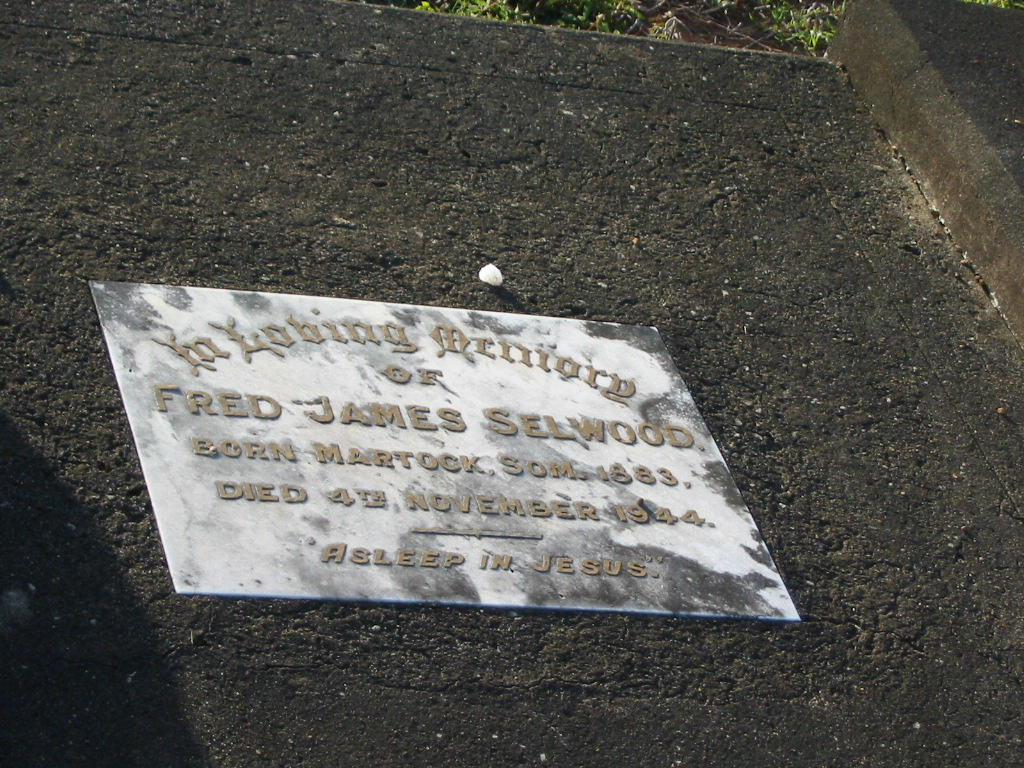 In Loving Memory
OF
FRED JAMES SELWOOD,
BORN MARTOCK, SOM. 1883,
DIED 4TH NOVEMBER 1944.
ASLEEP IN JESUS."